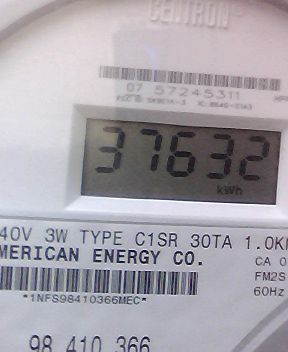 CENTRON®
07 57245311
37632
kWh
40V 3W TYPE C1SR 30TA 1.0K
MERICAN ENERGY CO.
CA 0
FM2S
*1NFS98410366MEC*
60Hz
98 410 366